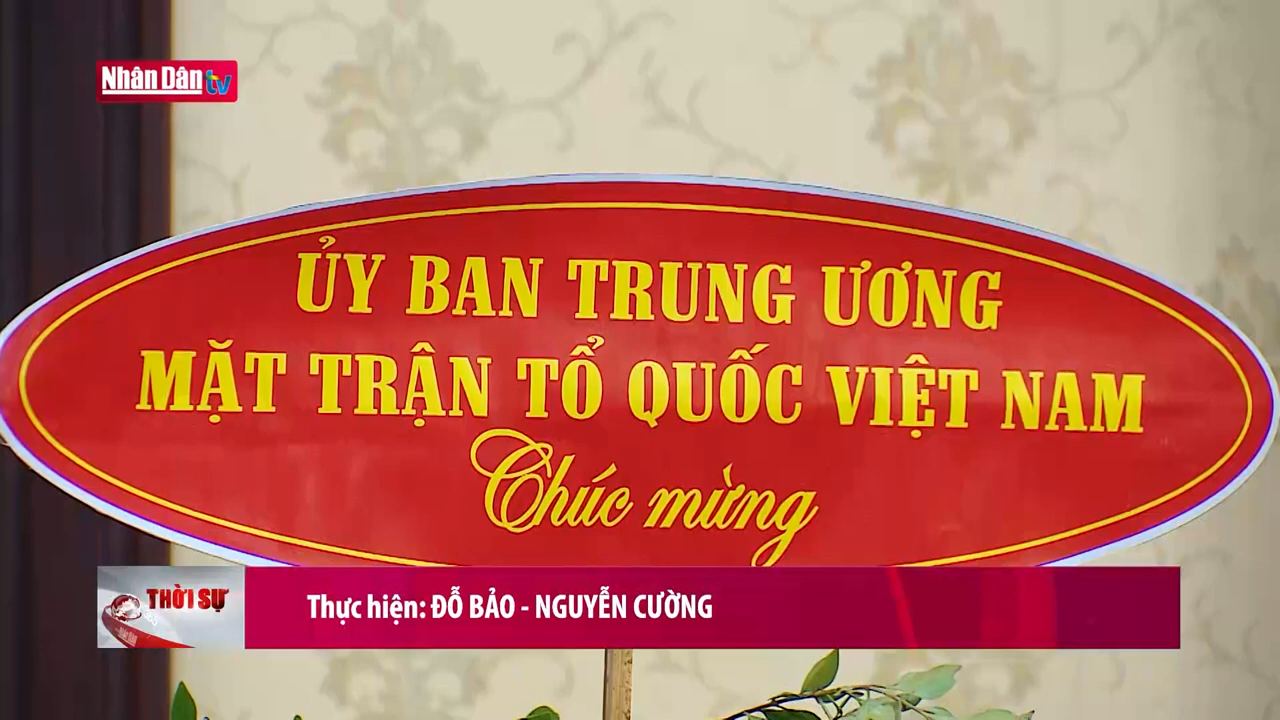 Nhân Dân tv
ỦY BAN TRUNG ƯƠNG
MẶT TRẬN TỔ QUỐC VIỆT NAM
Chúc mừng
THỜI SỰ
Thực hiện: ĐỖ BẢO - NGUYỄN CƯỜNG